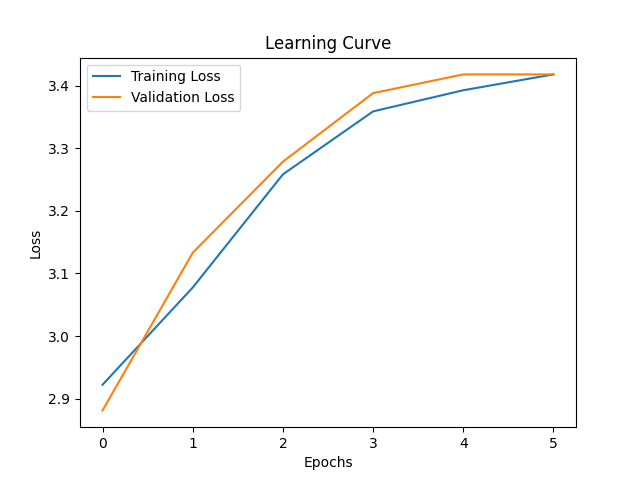 Learning Curve
Training Loss
Validation Loss
3.4
3.3
3.2
3.1
3.0
2.9
Loss
0 1 2 3 4 5
Epochs